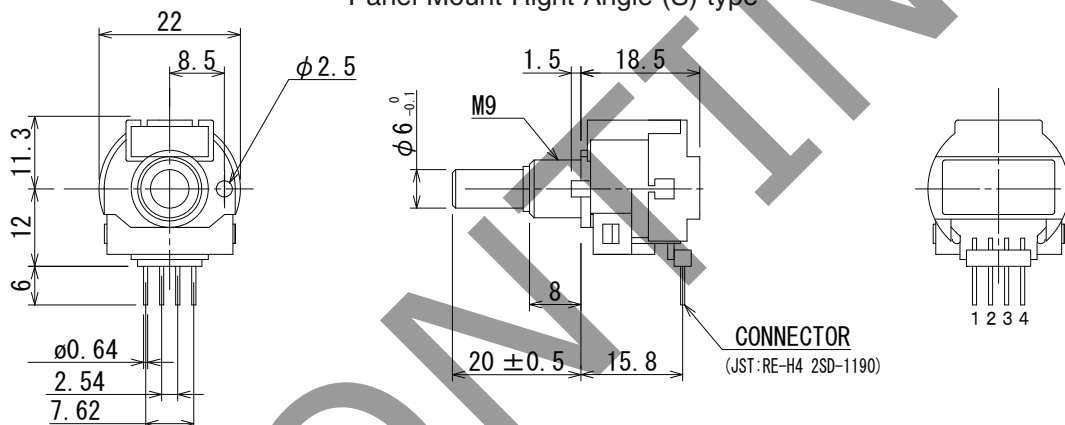 Panel Mount Right Angle (S) type
22
8.5
φ2.5
11.3
12
6
ø0.64
2.54
7.62
1.5
18.5
M9
φ6 0 -0.1
8
20 ±0.5
15.8
CONNECTOR
(JST:RE-H4 2SD-1190)
1 2 3 4